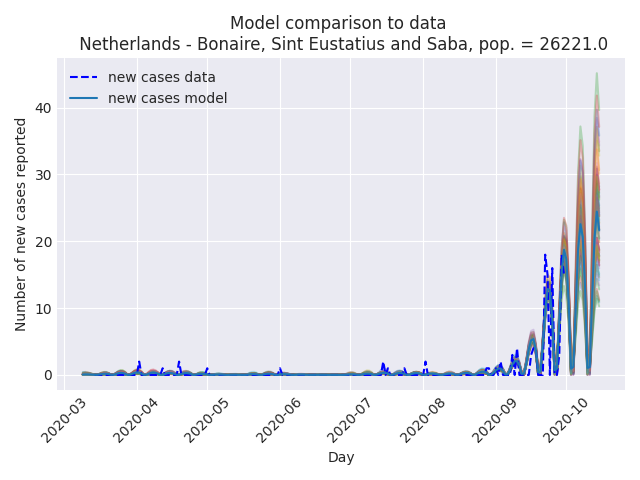 Model comparison to data
Netherlands - Bonaire, Sint Eustatius and Saba, pop. = 26221.0
new cases data
new cases model
Number of new cases reported
40
30
20
10
0
2020-03
2020-04
2020-05
2020-06
2020-07
2020-08
2020-09
2020-10
Day